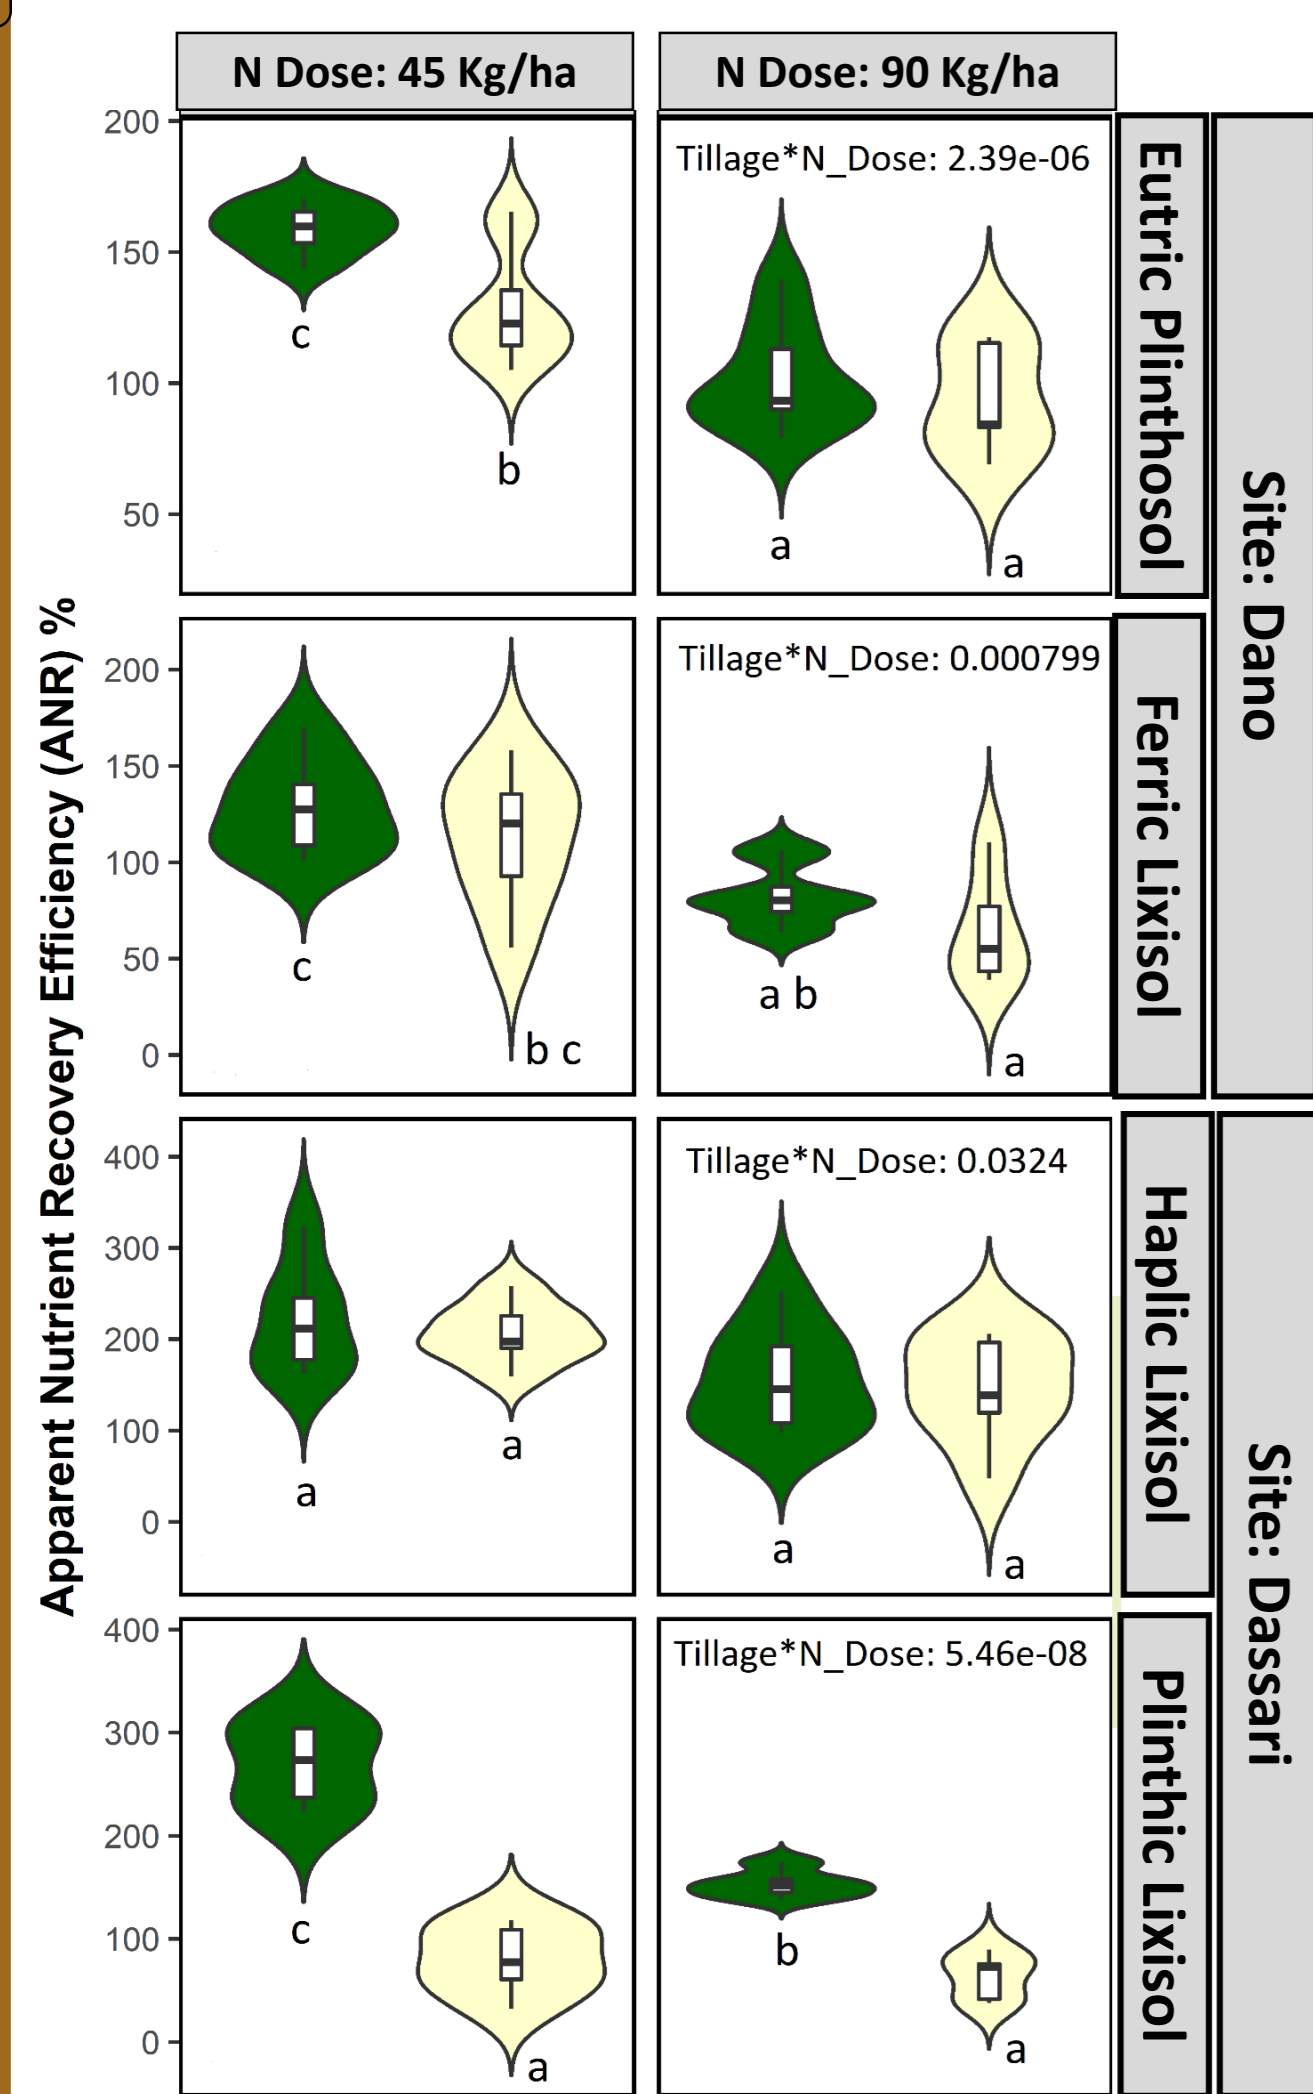 N Dose: 45 Kg/ha
N Dose: 90 Kg/ha
Apparent Nutrient Recovery Efficiency (ANR) %
Site: Dano
Eutric Plinthosol
200
150
100
50
c
b
Tillage*N_Dose: 2.39e-06
a
a
Ferric Lixisol
200
150
100
50
0
c
b c
Tillage*N_Dose: 0.000799
a b
a
Site: Dassari
Haplic Lixisol
400
300
200
100
0
a
a
Tillage*N_Dose: 0.0324
a
a
Plinthic Lixisol
400
300
200
100
0
c
a
Tillage*N_Dose: 5.46e-08
b
a